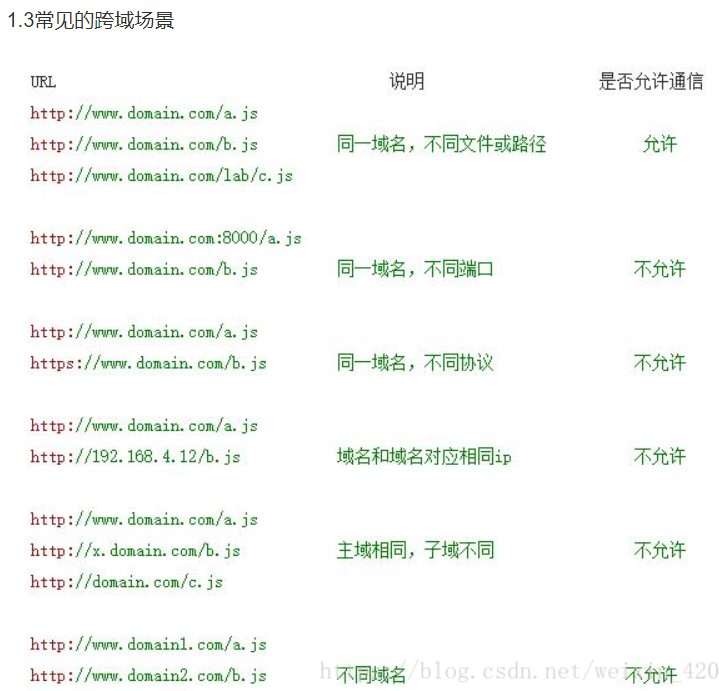 1.3常见的跨域场景
URL 说明 是否允许通信
http://www.domain.com/a.js
http://www.domain.com/b.js 同一域名，不同文件或路径 允许
http://www.domain.com/lab/c.js
http://www.domain.com:8000/a.js
http://www.domain.com/b.js 同一域名，不同端口 不允许
http://www.domain.com/a.js
https://www.domain.com/b.js 同一域名，不同协议 不允许
http://www.domain.com/a.js
http://192.168.4.12/b.js 域名和域名对应相同ip 不允许
http://www.domain.com/a.js
http://x.domain.com/b.js 主域相同，子域不同 不允许
http://domain.com/c.js
http://www.domain1.com/a.js
http://www.domain2.com/b.js 不同域名 不允许